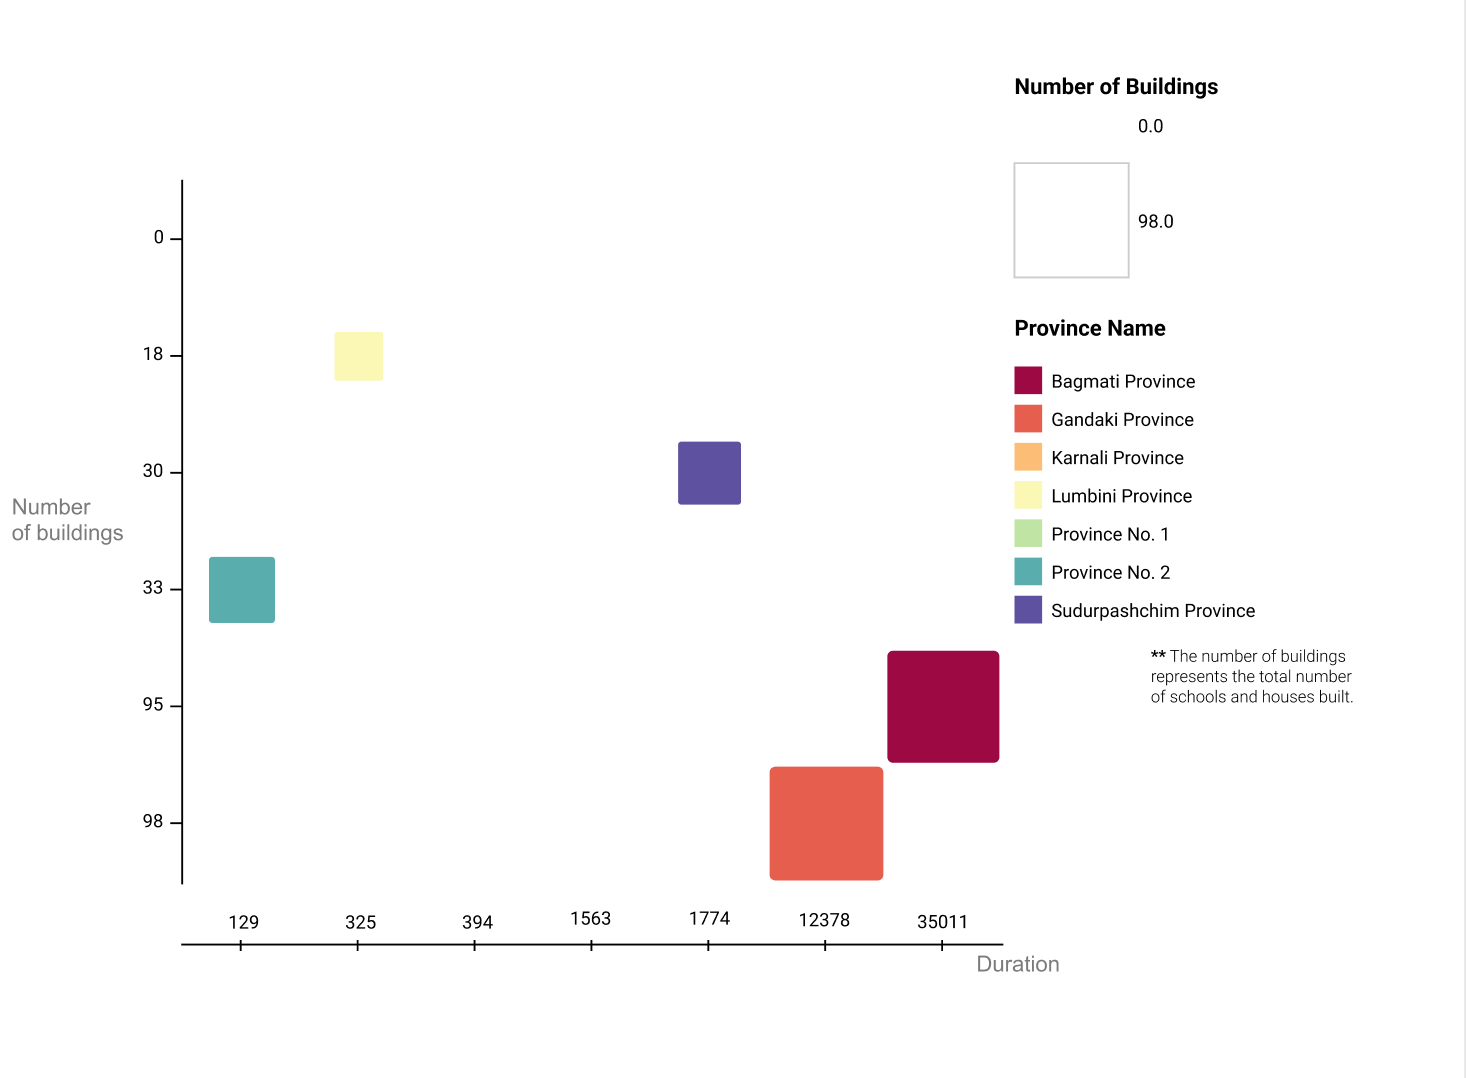 Number of Buildings
0.0
98.0
0
18
30
33
95
98
Number
of buildings
129
325
394
1563
1774
12378
35011
Duration
Province Name
Bagmati Province
Gandaki Province
Karnali Province
Lumbini Province
Province No. 1
Province No. 2
Sudurpashchim Province
** The number of buildings
represents the total number
of schools and houses built.